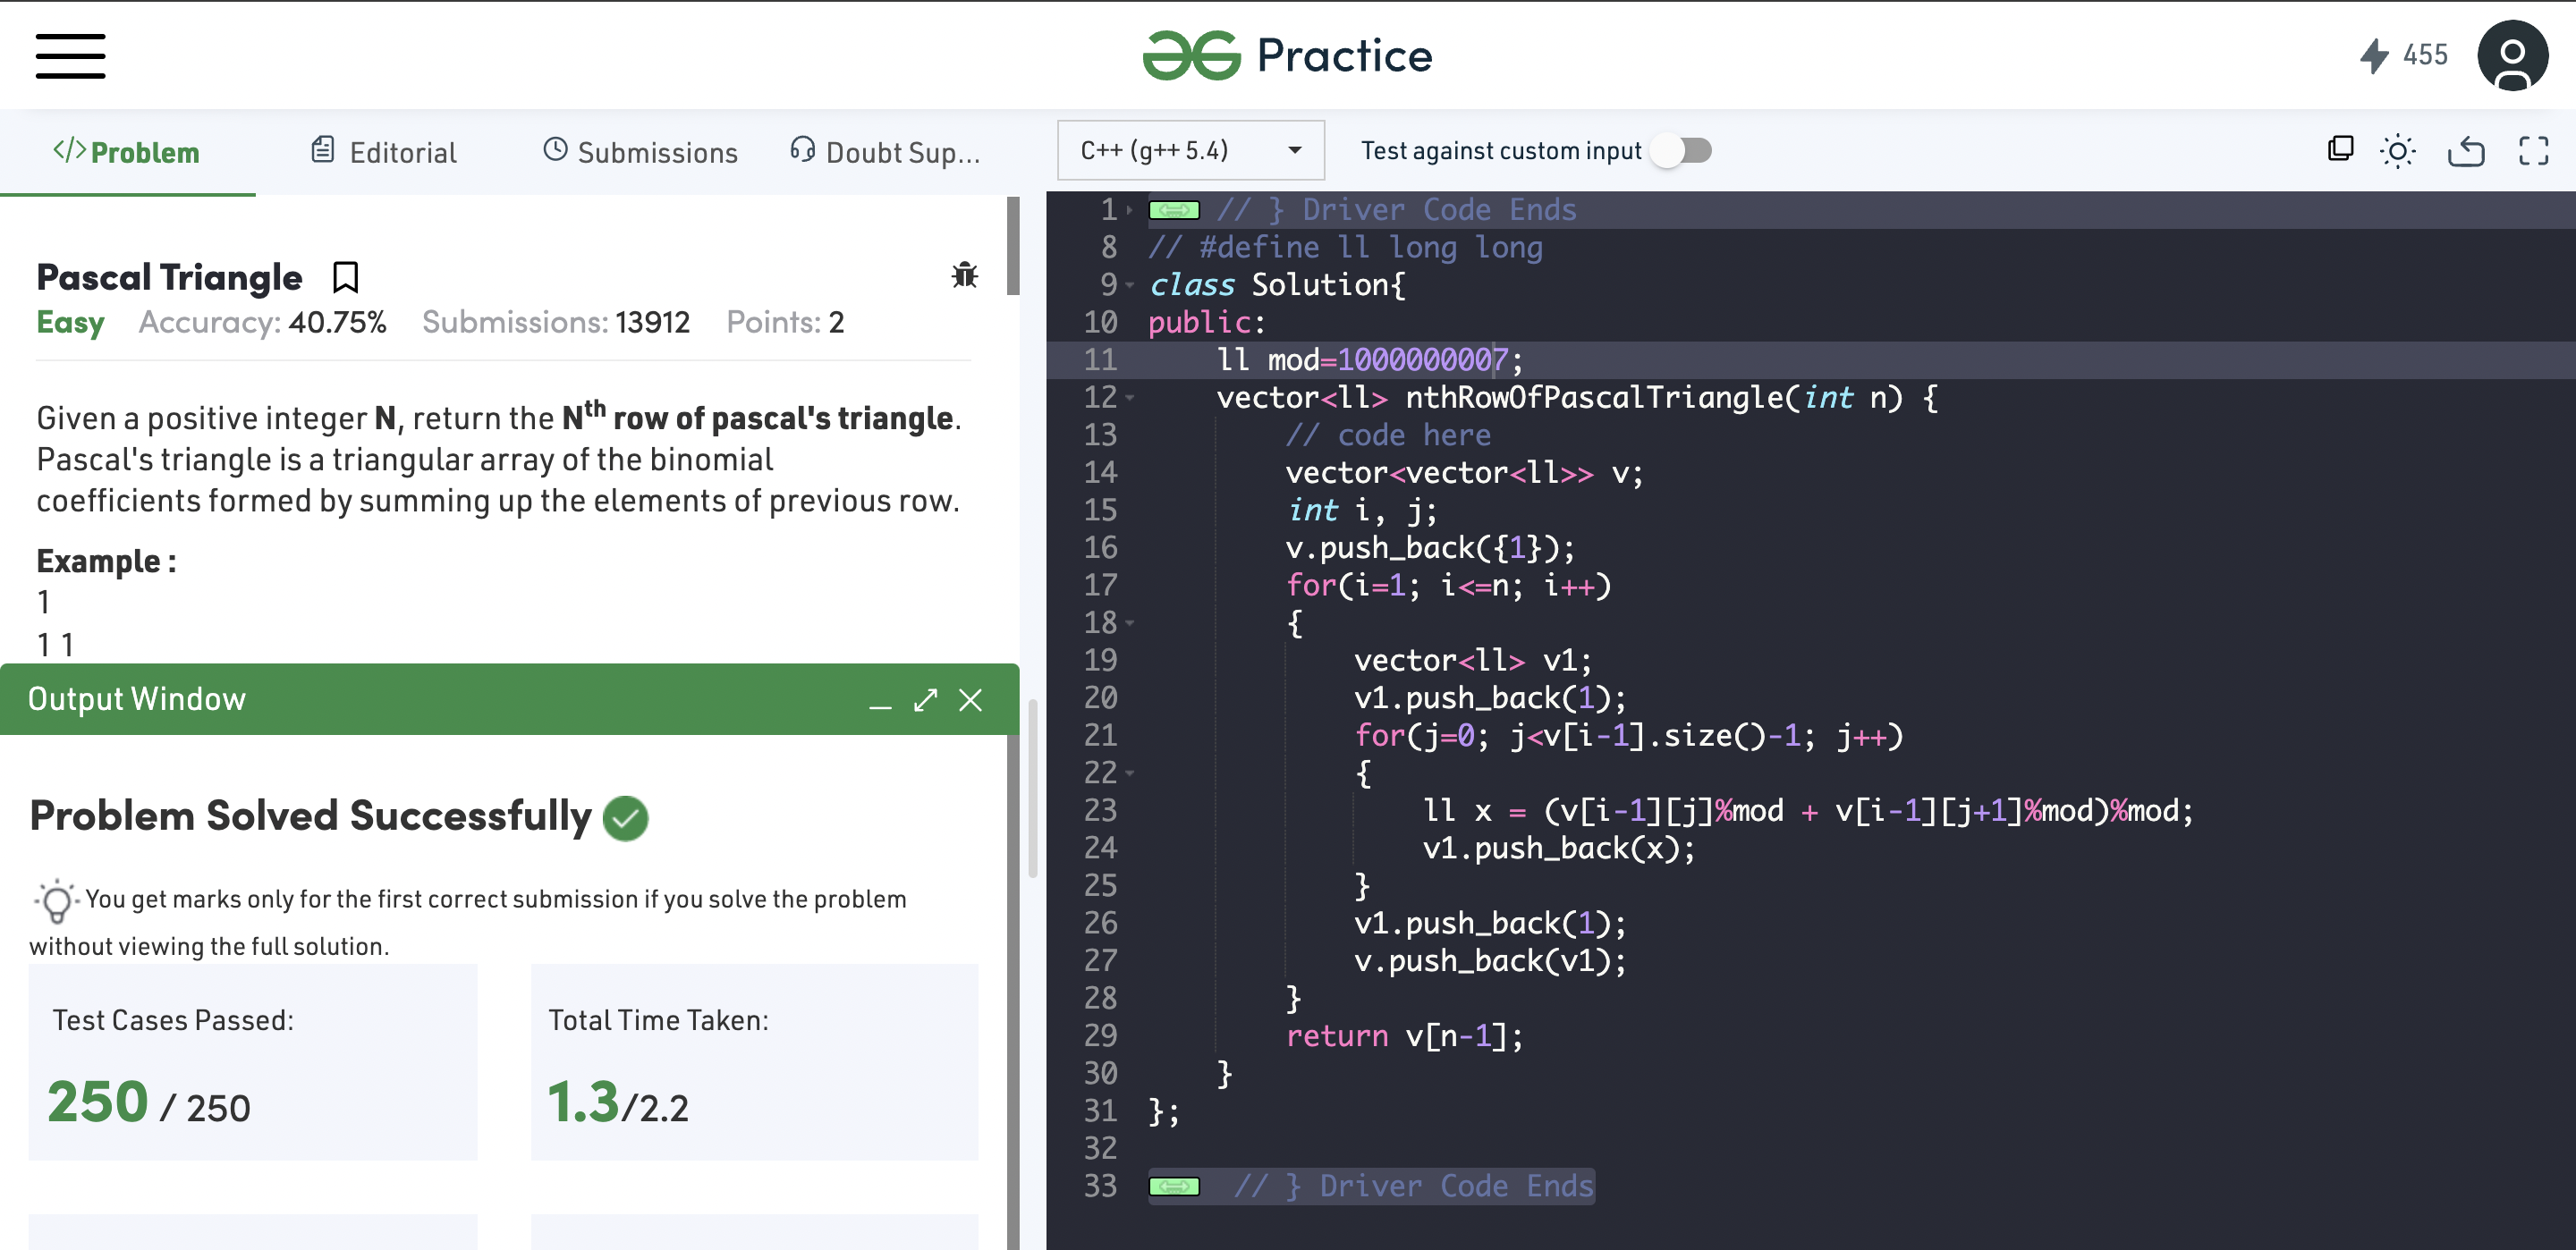 Practice
455
</>Problem
Editorial
Submissions
Doubt Sup...
C++ (g++ 5.4)
Test against custom input
Pascal Triangle
Easy Accuracy: 40.75% Submissions: 13912 Points: 2
Given a positive integer N, return the Nth row of pascal's triangle.
Pascal's triangle is a triangular array of the binomial
coefficients formed by summing up the elements of previous row.
Example :
1
1 1
Output Window
Problem Solved Successfully
You get marks only for the first correct submission if you solve the problem
without viewing the full solution.
Test Cases Passed:
250 / 250
Total Time Taken:
1.3/2.2
1 // } Driver Code Ends
8 // #define ll long long
9 class Solution{
10 public:
11     ll mod=1000000007;
12     vector<ll> nthRowOfPascalTriangle(int n) {
13         // code here
14         vector<vector<ll>> v;
15         int i, j;
16         v.push_back({1});
17         for(i=1; i<=n; i++)
18         {
19             vector<ll> v1;
20             v1.push_back(1);
21             for(j=0; j<v[i-1].size()-1; j++)
22             {
23                 ll x = (v[i-1][j]%mod + v[i-1][j+1]%mod)%mod;
24                 v1.push_back(x);
25             }
26             v1.push_back(1);
27             v.push_back(v1);
28         }
29         return v[n-1];
30     }
31 };
32
33 // } Driver Code Ends